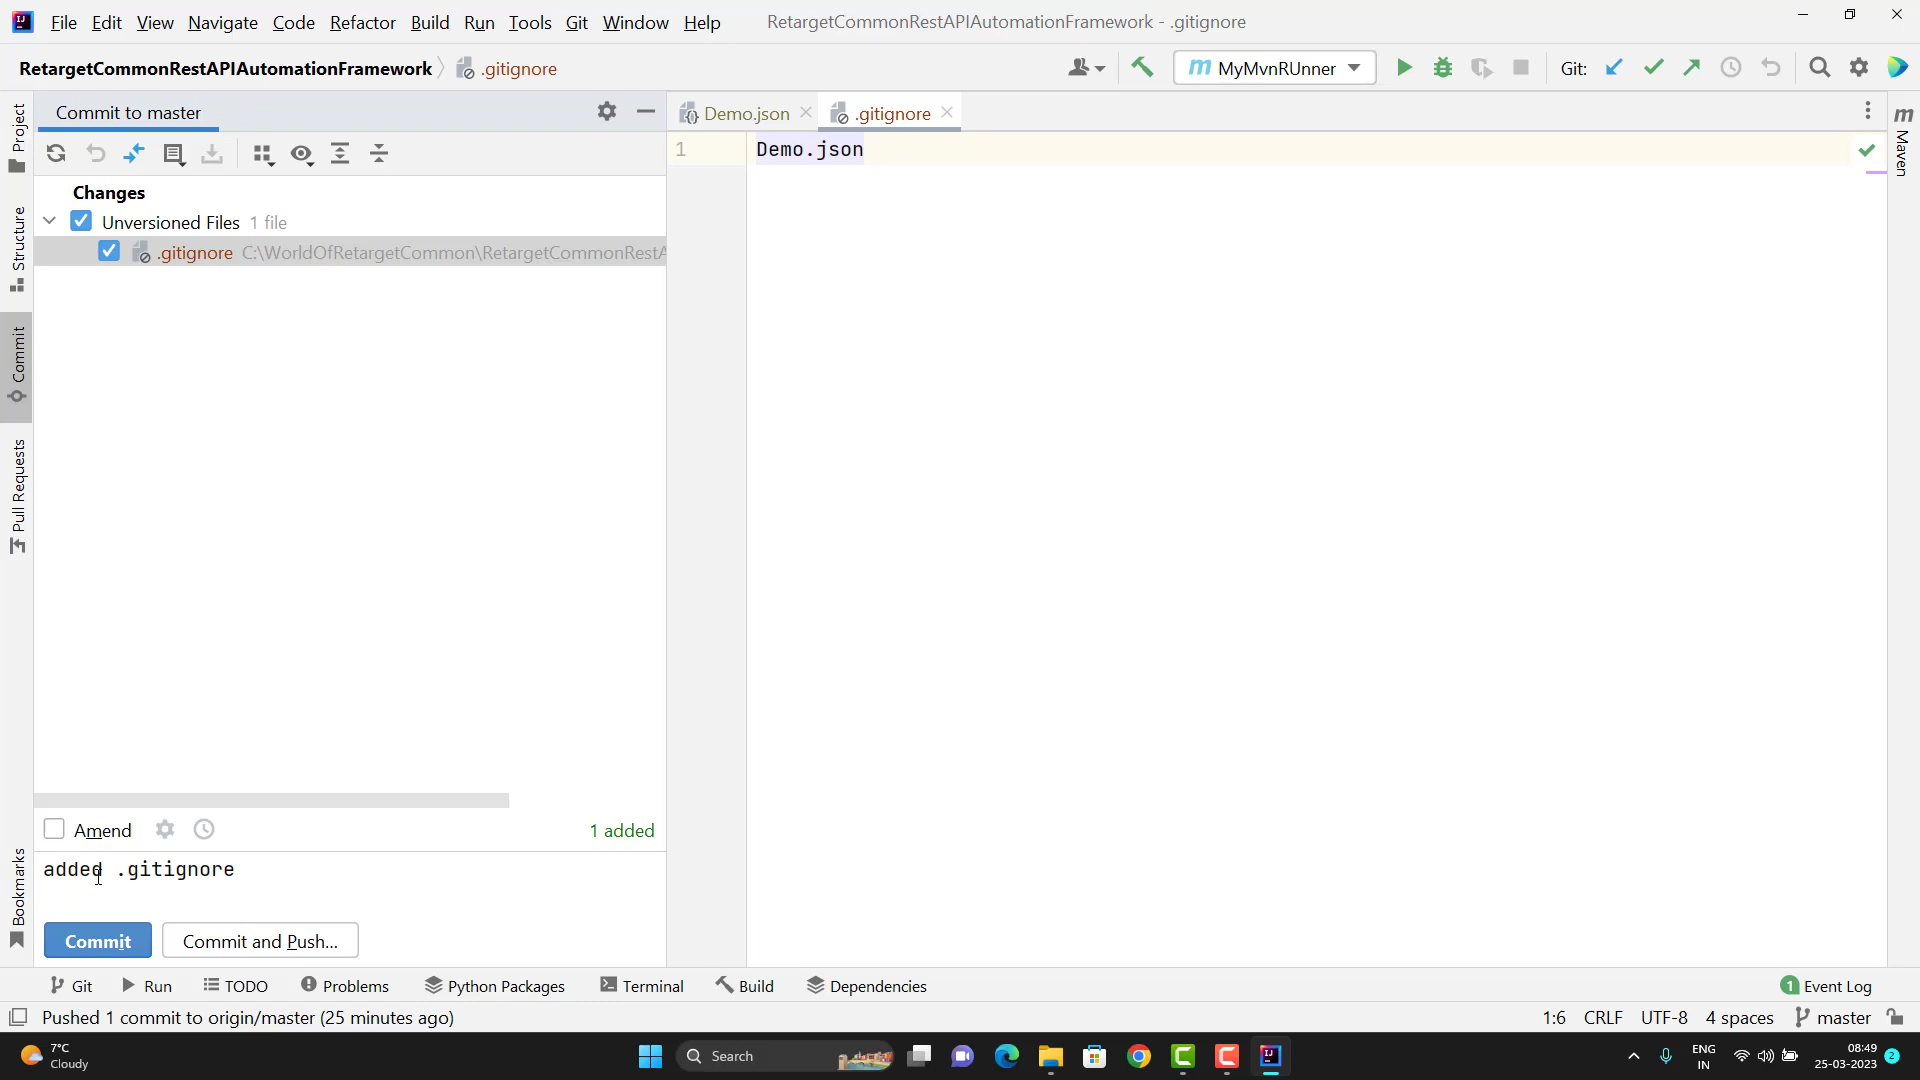 File Edit View Navigate Code Refactor Build Run Tools Git Window Help RetargetCommonRestAPIAutomationFramework - .gitignore
RetargetCommonRestAPIAutomationFramework .gitignore MyMvnRUnner Git:
Commit to master Demo.json .gitignore
1 Demo.json
Changes
Unversioned Files 1 file
.gitignore C:\WorldOfRetargetCommon\RetargetCommonRestA
Project
Structure
Commit
Pull Requests
Bookmarks
Maven
Amend 1 added
added .gitignore
Commit Commit and Push...
Git Run TODO Problems Python Packages Terminal Build Dependencies 1 Event Log
Pushed 1 commit to origin/master (25 minutes ago) 1:6 CRLF UTF-8 4 spaces master
7°C
Cloudy
Search
ENG
IN
08:49
25-03-2023
2